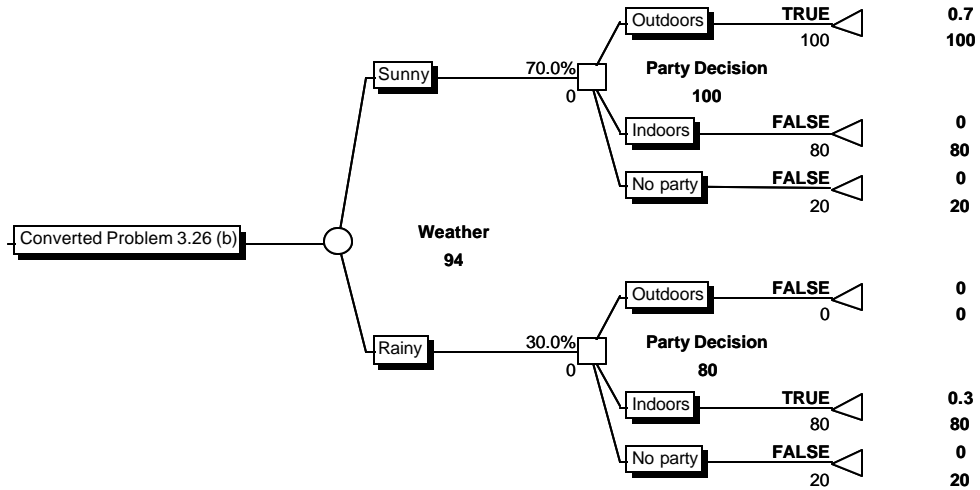 Outdoors TRUE 0.7
100 100
Sunny 70.0% Party Decision
0 100
Indoors FALSE 0
80 80
No party FALSE 0
20 20
Converted Problem 3.26 (b) Weather
94
Outdoors FALSE 0
0 0
Rainy 30.0% Party Decision
0 80
Indoors TRUE 0.3
80 80
No party FALSE 0
20 20